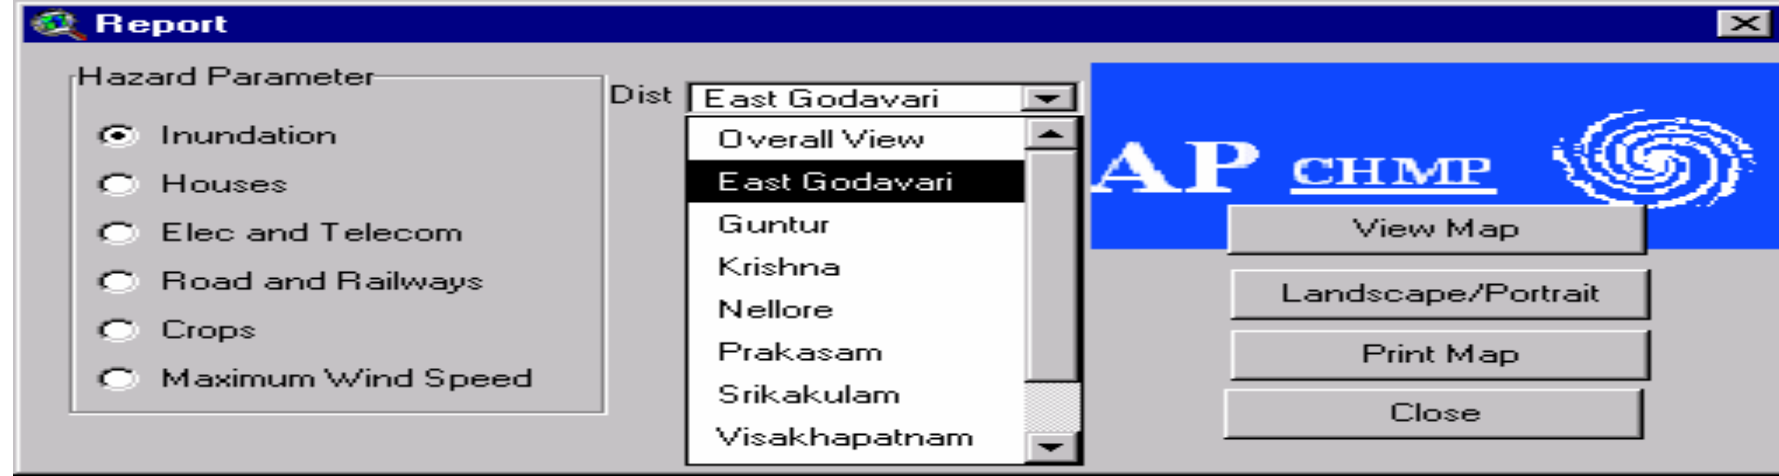 Report
Hazard Parameter
Inundation
Houses
Elec and Telecom
Road and Railways
Crops
Maximum Wind Speed
Dist East Godavari
Overall View
East Godavari
Guntur
Krishna
Nellore
Prakasam
Srikakulam
Visakhapatnam
AP CHMP
View Map
Landscape/Portrait
Print Map
Close